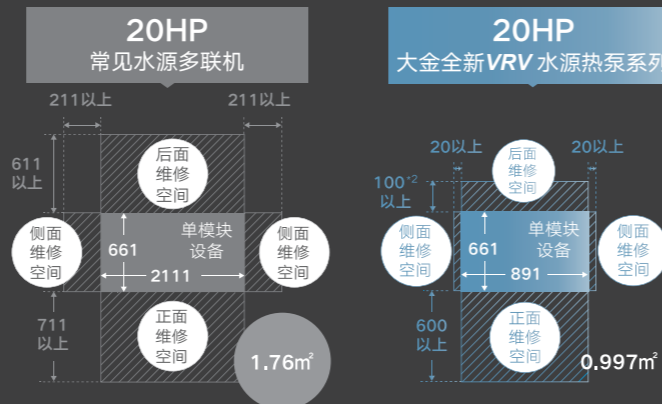 20HP
常见水源多联机
211以上
211以上
611
以上
后面
维修
空间
侧面
维修
空间
661
单模块
设备
2111
侧面
维修
空间
711
以上
正面
维修
空间
1.76㎡
20HP
大金全新VRV 水源热泵系列
20以上
20以上
100*2
以上
后面
维修
空间
侧面
维修
空间
661
单模块
设备
891
侧面
维修
空间
600
以上
正面
维修
空间
0.997㎡